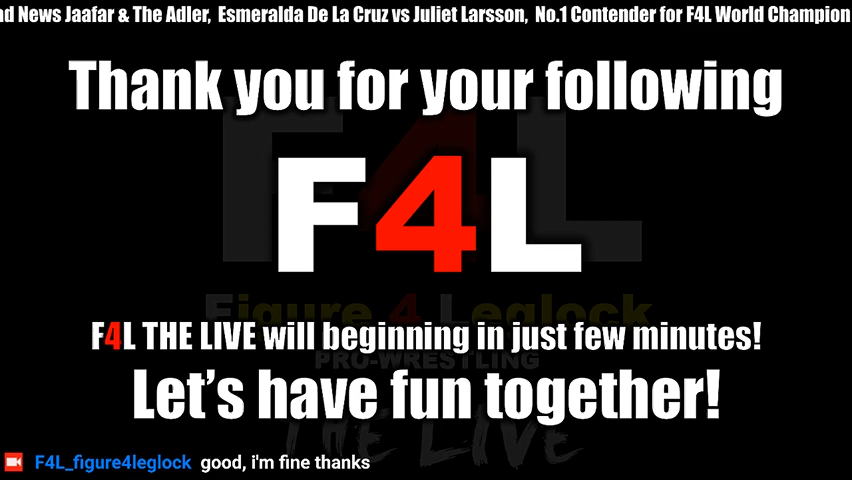 nd News Jaafar & The Adler, Esmeralda De La Cruz vs Juliet Larsson, No.1 Contender for F4L World Champion
Thank you for your following
F4L
F4L
Figure 4 Leglock
F4L THE LIVE will beginning in just few minutes!
PRO-WRESTLING
Let's have fun together!
THE LIVE
F4L_figure4leglock good, i'm fine thanks